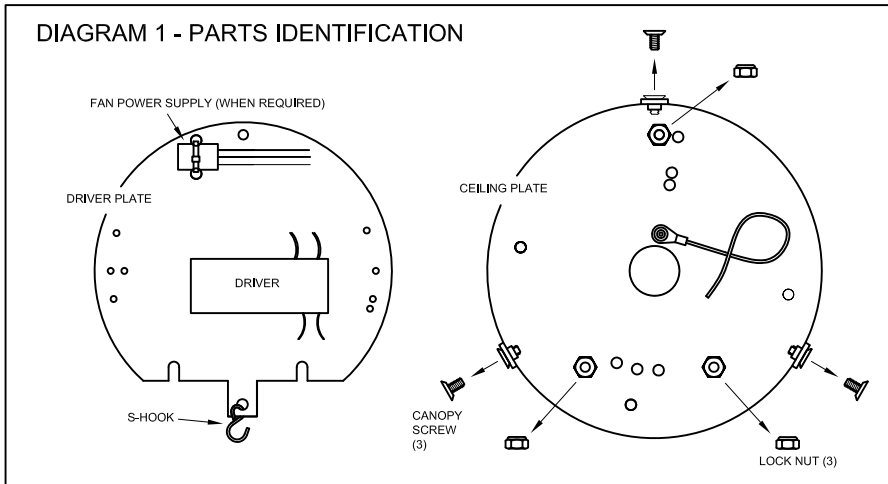 DIAGRAM 1 - PARTS IDENTIFICATION
FAN POWER SUPPLY (WHEN REQUIRED)
DRIVER PLATE
DRIVER
S-HOOK
CEILING PLATE
CANOPY
SCREW
(3)
LOCK NUT (3)